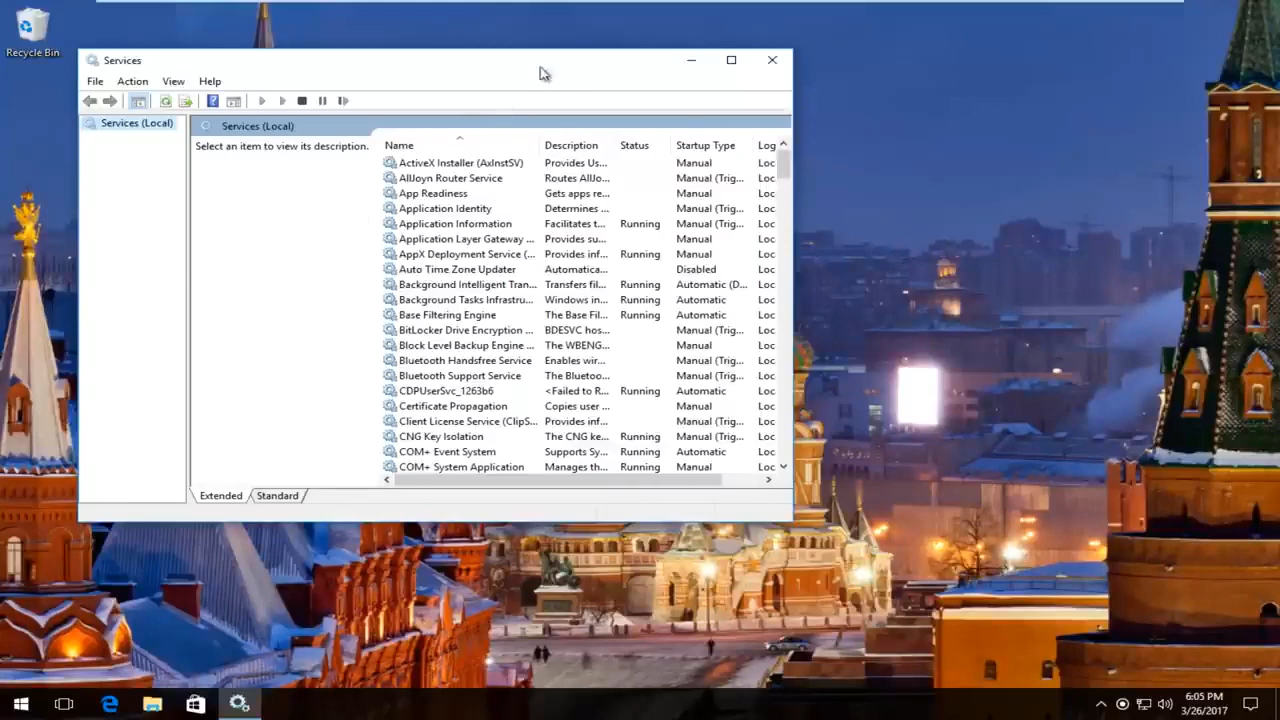 Recycle Bin
Services
File Action View Help
Services (Local)
Services (Local)
Select an item to view its description.
Name Description Status Startup Type Log
ActiveX Installer (AxInstSV) Provides Us... Manual Loc
AllJoyn Router Service Routes AllJo... Manual (Trig... Loc
App Readiness Gets apps re... Manual Loc
Application Identity Determines ... Manual (Trig... Loc
Application Information Facilitates t... Running Manual (Trig... Loc
Application Layer Gateway ... Provides su... Manual Loc
AppX Deployment Service (... Provides inf... Running Manual Loc
Auto Time Zone Updater Automatica... Disabled Loc
Background Intelligent Tran... Transfers fil... Running Automatic (D... Loc
Background Tasks Infrastru... Windows in... Running Automatic Loc
Base Filtering Engine The Base Fil... Running Automatic Loc
BitLocker Drive Encryption ... BDESVC hos... Manual (Trig... Loc
Block Level Backup Engine ... The WBENG... Manual Loc
Bluetooth Handsfree Service Enables wir... Manual (Trig... Loc
Bluetooth Support Service The Bluetoo... Manual (Trig... Loc
CDPUserSvc_1263b6 <Failed to R... Running Automatic Loc
Certificate Propagation Copies user ... Manual Loc
Client License Service (ClipS... Provides inf... Manual (Trig... Loc
CNG Key Isolation The CNG ke... Running Manual (Trig... Loc
COM+ Event System Supports Sy... Running Automatic Loc
COM+ System Application Manages th... Running Manual Loc
Extended Standard
6:05 PM
3/26/2017